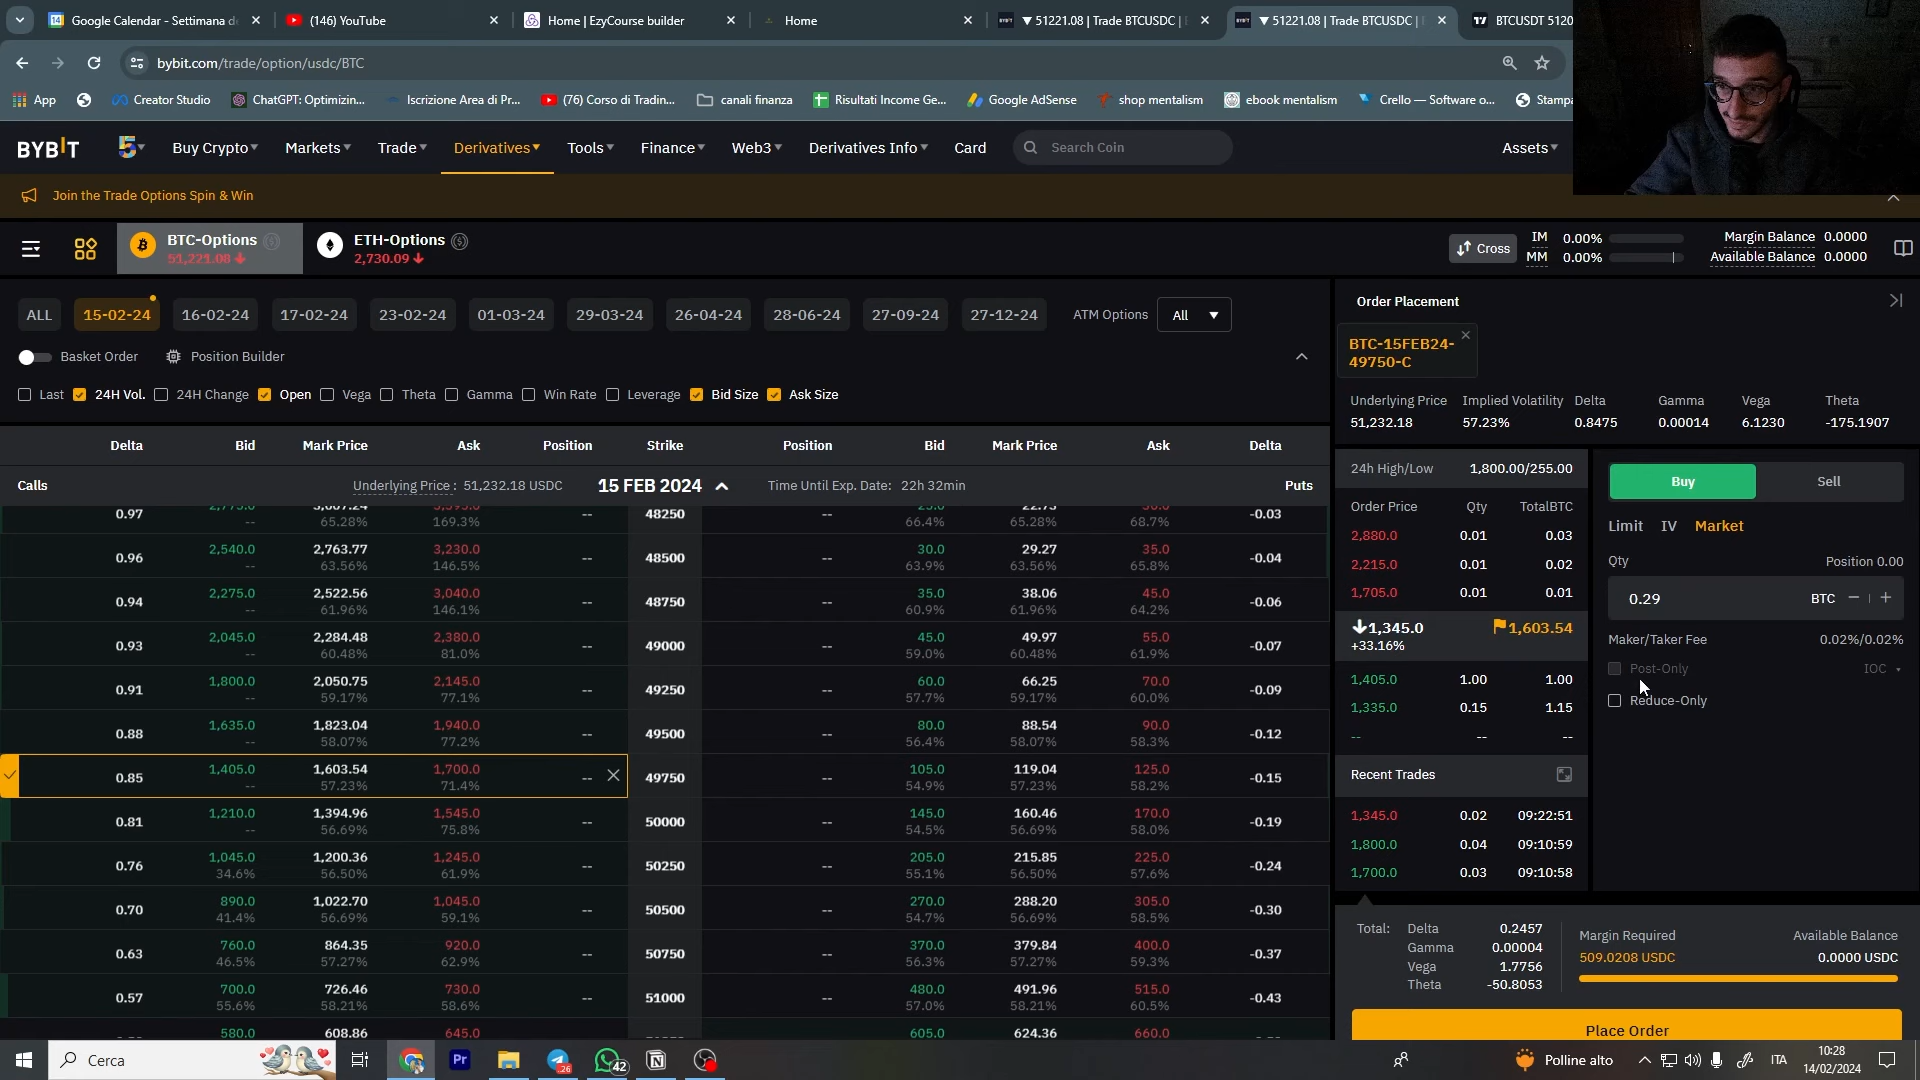 Google Calendar - Settimana d
(146) YouTube
Home | EzyCourse builder
Home
▼ 51221.08 | Trade BTCUSDC |
▼ 51221.08 | Trade BTCUSDC |
BTCUSDT 5120
bybit.com/trade/option/usdc/BTC
App
Creator Studio
ChatGPT: Optimizin...
Iscrizione Area di Pr...
(76) Corso di Tradin...
canali finanza
Risultati Income Ge...
Google AdSense
shop mentalism
ebook mentalism
Crello — Software o...
Stampa
BYBIT
Buy Crypto
Markets
Trade
Derivatives
Tools
Finance
Web3
Derivatives Info
Card
Search Coin
Assets
Join the Trade Options Spin & Win
BTC-Options
51,221.08
ETH-Options
2,730.09
Cross
IM 0.00%
MM 0.00%
Margin Balance 0.0000
Available Balance 0.0000
ALL 15-02-24 16-02-24 17-02-24 23-02-24 01-03-24 29-03-24 26-04-24 28-06-24 27-09-24 27-12-24 ATM Options All
Basket Order Position Builder
Last 24H Vol. 24H Change Open Vega Theta Gamma Win Rate Leverage Bid Size Ask Size
Delta Bid Mark Price Ask Position Strike Position Bid Mark Price Ask Delta
Calls Underlying Price : 51,232.18 USDC 15 FEB 2024 Time Until Exp. Date: 22h 32min Puts
0.97 -- 48250 -- -0.03
-- 65.28% 169.3% 66.4% 65.28% 68.7%
0.96 2,540.0 2,763.77 3,230.0 -- 48500 -- 30.0 29.27 35.0 -0.04
-- 63.56% 146.5% 63.9% 63.56% 65.8%
0.94 2,275.0 2,522.56 3,040.0 -- 48750 -- 35.0 38.06 45.0 -0.06
-- 61.96% 146.1% 60.9% 61.96% 64.2%
0.93 2,045.0 2,284.48 2,380.0 -- 49000 -- 45.0 49.97 55.0 -0.07
-- 60.48% 81.0% 59.0% 60.48% 61.9%
0.91 1,800.0 2,050.75 2,145.0 -- 49250 -- 60.0 66.25 70.0 -0.09
-- 59.17% 77.1% 57.7% 59.17% 60.0%
0.88 1,635.0 1,823.04 1,940.0 -- 49500 -- 80.0 88.54 90.0 -0.12
-- 58.07% 77.2% 56.4% 58.07% 58.3%
0.85 1,405.0 1,603.54 1,700.0 -- 49750 -- 105.0 119.04 125.0 -0.15
-- 57.23% 71.4% 54.9% 57.23% 58.2%
0.81 1,210.0 1,394.96 1,545.0 -- 50000 -- 145.0 160.46 170.0 -0.19
-- 56.69% 75.8% 54.5% 56.69% 58.0%
0.76 1,045.0 1,200.36 1,245.0 -- 50250 -- 205.0 215.85 225.0 -0.24
34.6% 56.50% 61.9% 55.1% 56.50% 57.6%
0.70 890.0 1,022.70 1,045.0 -- 50500 -- 270.0 288.20 305.0 -0.30
41.4% 56.69% 59.1% 54.7% 56.69% 58.5%
0.63 760.0 864.35 920.0 -- 50750 -- 370.0 379.84 400.0 -0.37
46.5% 57.27% 62.9% 56.3% 57.27% 59.3%
0.57 700.0 726.46 730.0 -- 51000 -- 480.0 491.96 515.0 -0.43
55.6% 58.21% 58.6% 57.0% 58.21% 60.5%
580.0 608.86 645.0 605.0 624.36 660.0
Order Placement
BTC-15FEB24-
49750-C
Underlying Price Implied Volatility Delta Gamma Vega Theta
51,232.18 57.23% 0.8475 0.00014 6.1230 -175.1907
24h High/Low 1,800.00/255.00
Order Price Qty TotalBTC
2,880.0 0.01 0.03
2,215.0 0.01 0.02
1,705.0 0.01 0.01
1,345.0 1,603.54
+33.16%
1,405.0 1.00 1.00
1,335.0 0.15 1.15
-- -- --
Recent Trades
1,345.0 0.02 09:22:51
1,800.0 0.04 09:10:59
1,700.0 0.03 09:10:58
Buy Sell
Limit IV Market
Qty Position 0.00
0.29 BTC
Maker/Taker Fee 0.02%/0.02%
Post-Only IOC
Reduce-Only
Total: Delta 0.2457
Gamma 0.00004
Vega 1.7756
Theta -50.8053
Margin Required Available Balance
509.0208 USDC 0.0000 USDC
Place Order
Cerca
26
42
Polline alto
ITA
10:28
14/02/2024